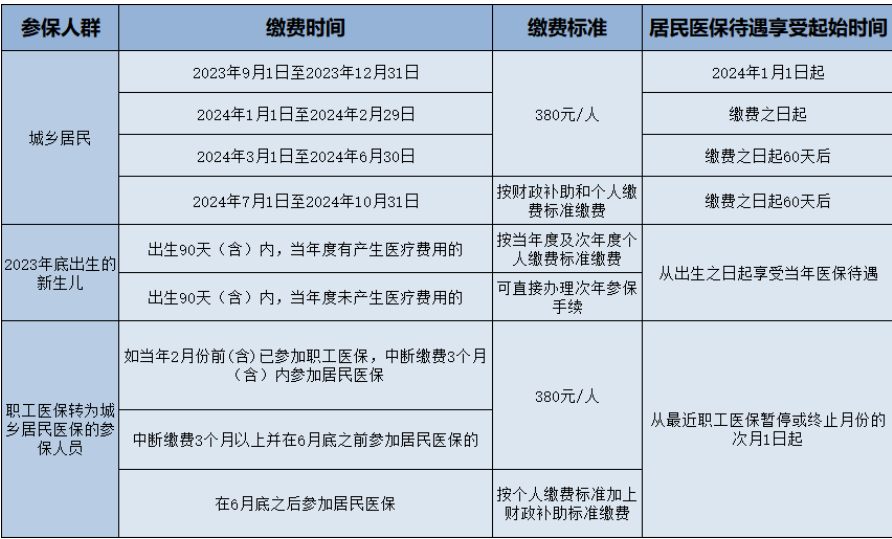 参保人群 缴费时间 缴费标准 居民医保待遇享受起始时间
城乡居民
2023年9月1日至2023年12月31日
380元/人
2024年1月1日起
2024年1月1日至2024年2月29日
缴费之日起
2024年3月1日至2024年6月30日
缴费之日起60天后
2024年7月1日至2024年10月31日
按财政补助和个人缴
费标准缴费
缴费之日起60天后
2023年底出生的
新生儿
出生90天（含）内，当年度有产生医疗费用的
按当年度及次年度个
人缴费标准缴费
从出生之日起享受当年医保待遇
出生90天（含）内，当年度未产生医疗费用的
可直接办理次年参保
手续
职工医保转为城
乡居民医保的参
保人员
如当年2月份前(含)已参加职工医保，中断缴费3个月
（含）内参加居民医保
380元/人
从最近职工医保暂停或终止月份的
次月1日起
中断缴费3个月以上并在6月底之前参加居民医保的
在6月底之后参加居民医保
按个人缴费标准加上
财政补助标准缴费